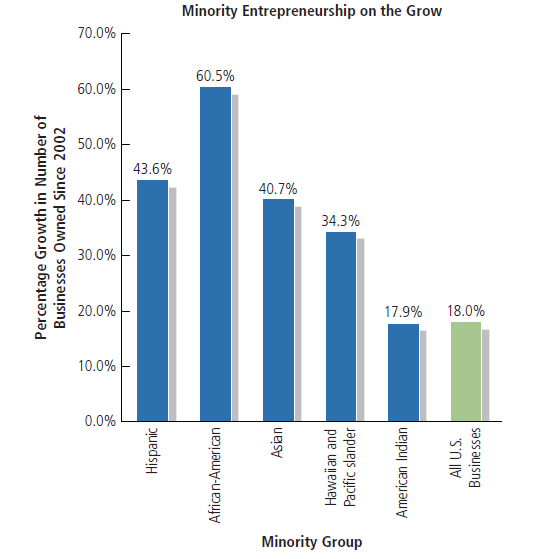 Minority Entrepreneurship on the Grow
Percentage Growth in Number of
Businesses Owned Since 2002
70.0%
60.0%
50.0%
40.0%
30.0%
20.0%
10.0%
0.0%
43.6%
60.5%
40.7%
34.3%
17.9%
18.0%
Hispanic
African-American
Asian
Hawaiian and
Pacific slander
American Indian
All U.S.
Businesses
Minority Group